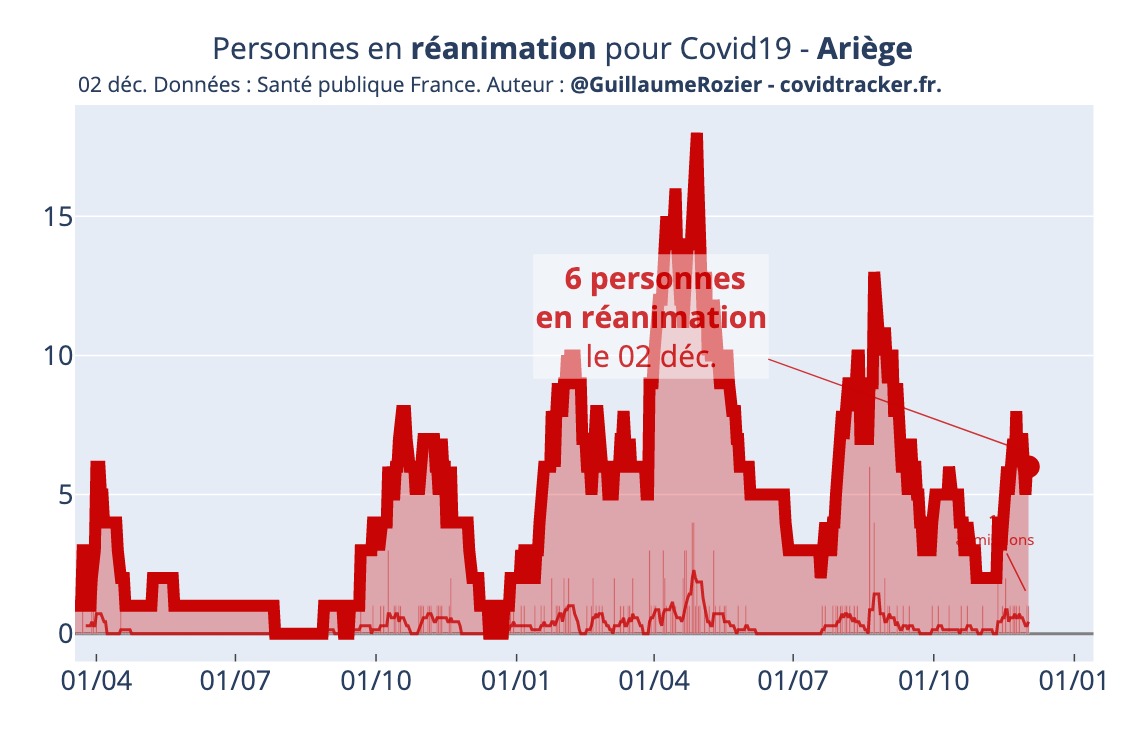 Personnes en réanimation pour Covid19 - Ariège
02 déc. Données : Santé publique France. Auteur : @GuillaumeRozier - covidtracker.fr.
15
10
5
0
6 personnes
en réanimation
le 02 déc.
01/04
01/07
01/10
01/01
01/04
01/07
01/10
01/01